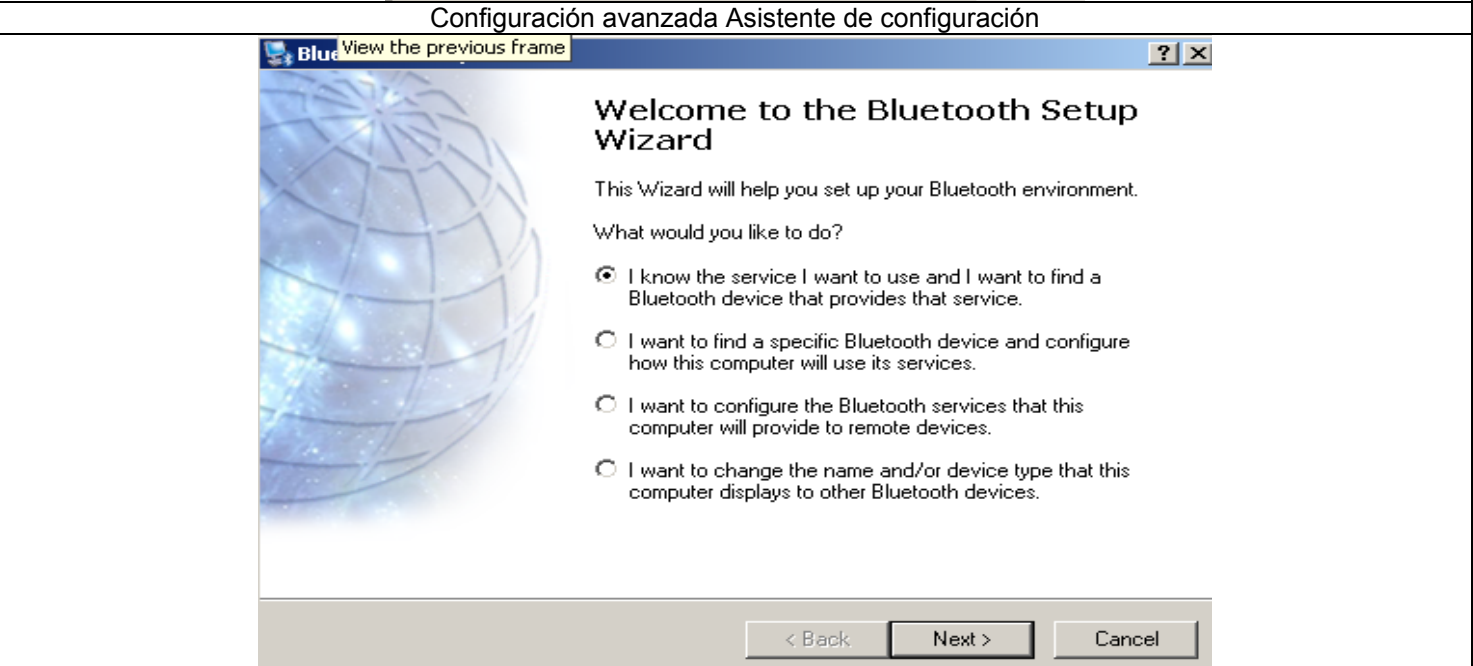 Configuración avanzada Asistente de configuración
View the previous frame
? X
Welcome to the Bluetooth Setup
Wizard
This Wizard will help you set up your Bluetooth environment.
What would you like to do?
I know the service I want to use and I want to find a
Bluetooth device that provides that service.
I want to find a specific Bluetooth device and configure
how this computer will use its services.
I want to configure the Bluetooth services that this
computer will provide to remote devices.
I want to change the name and/or device type that this
computer displays to other Bluetooth devices.
< Back Next > Cancel